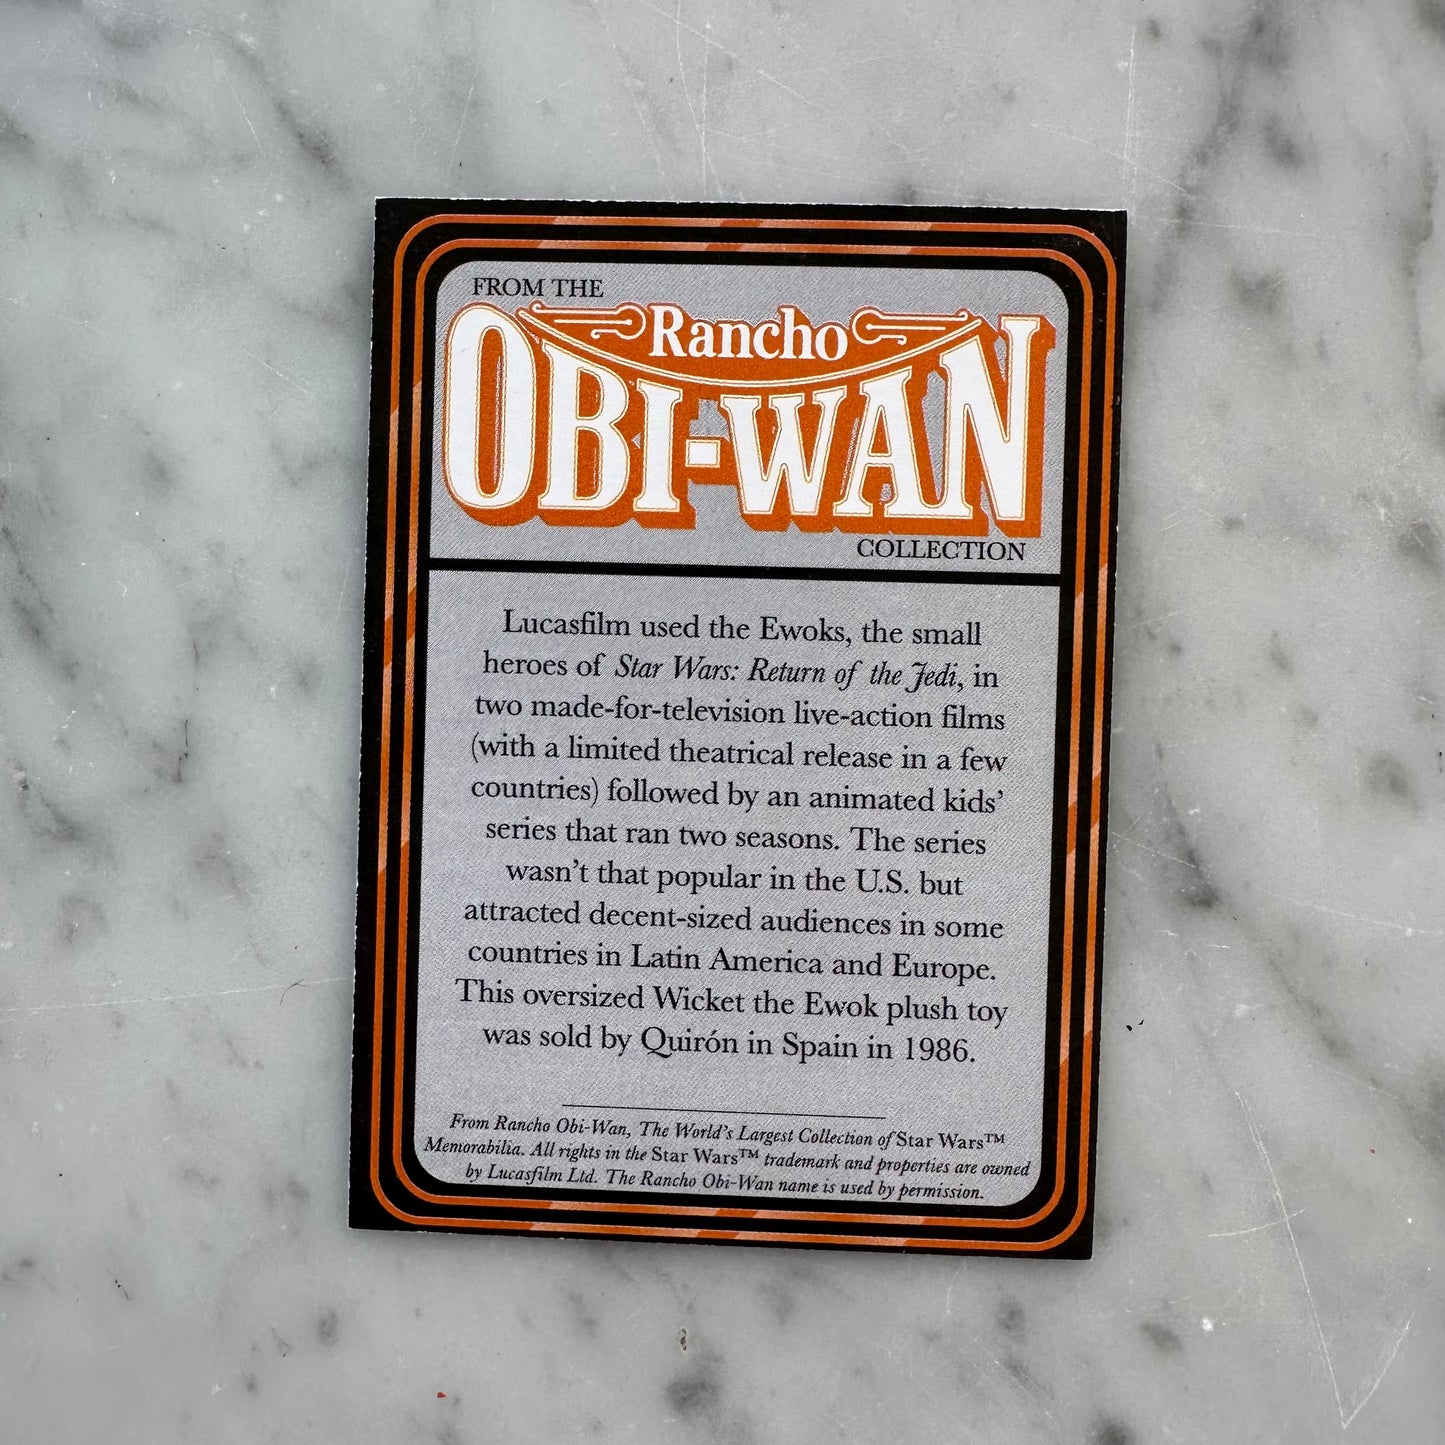 FROM THE
Rancho
OBI-WAN
COLLECTION
Lucasfilm used the Ewoks, the small
heroes of Star Wars: Return of the Jedi, in
two made-for-television live-action films
(with a limited theatrical release in a few
countries) followed by an animated kids’
series that ran two seasons. The series
wasn’t that popular in the U.S. but
attracted decent-sized audiences in some
countries in Latin America and Europe.
This oversized Wicket the Ewok plush toy
was sold by Quirón in Spain in 1986.
From Rancho Obi-Wan, The World’s Largest Collection of Star Wars™
Memorabilia. All rights in the Star Wars™ trademark and properties are owned
by Lucasfilm Ltd. The Rancho Obi-Wan name is used by permission.